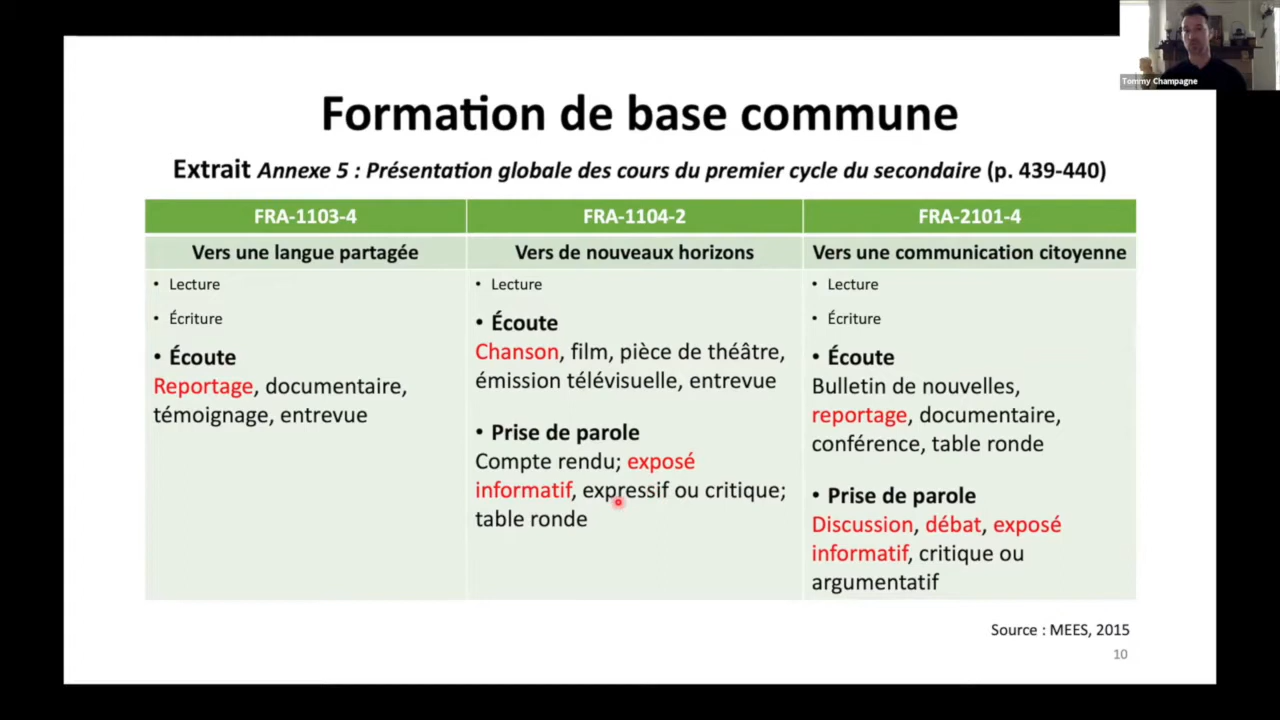 Tommy Champagne
Formation de base commune
Extrait Annexe 5 : Présentation globale des cours du premier cycle du secondaire (p. 439-440)
FRA-1103-4
Vers une langue partagée
• Lecture
• Écriture
• Écoute
Reportage, documentaire,
témoignage, entrevue
FRA-1104-2
Vers de nouveaux horizons
• Lecture
• Écoute
Chanson, film, pièce de théâtre,
émission télévisuelle, entrevue
• Prise de parole
Compte rendu; exposé
informatif, expressif ou critique;
table ronde
FRA-2101-4
Vers une communication citoyenne
• Lecture
• Écriture
• Écoute
Bulletin de nouvelles,
reportage, documentaire,
conférence, table ronde
• Prise de parole
Discussion, débat, exposé
informatif, critique ou
argumentatif
Source : MEES, 2015
10